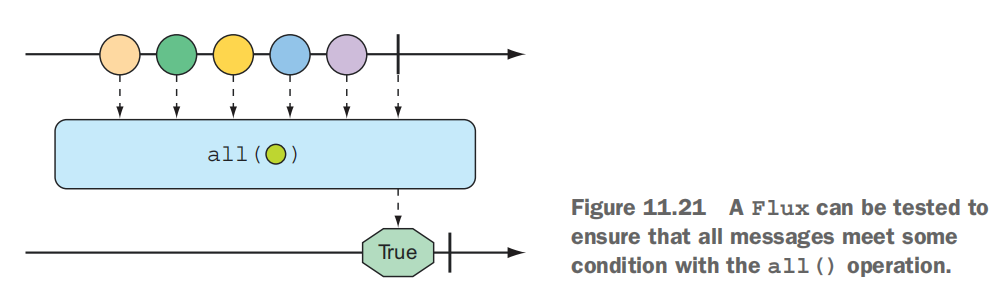 all( )
True
Figure 11.21 A Flux can be tested to
ensure that all messages meet some
condition with the all() operation.